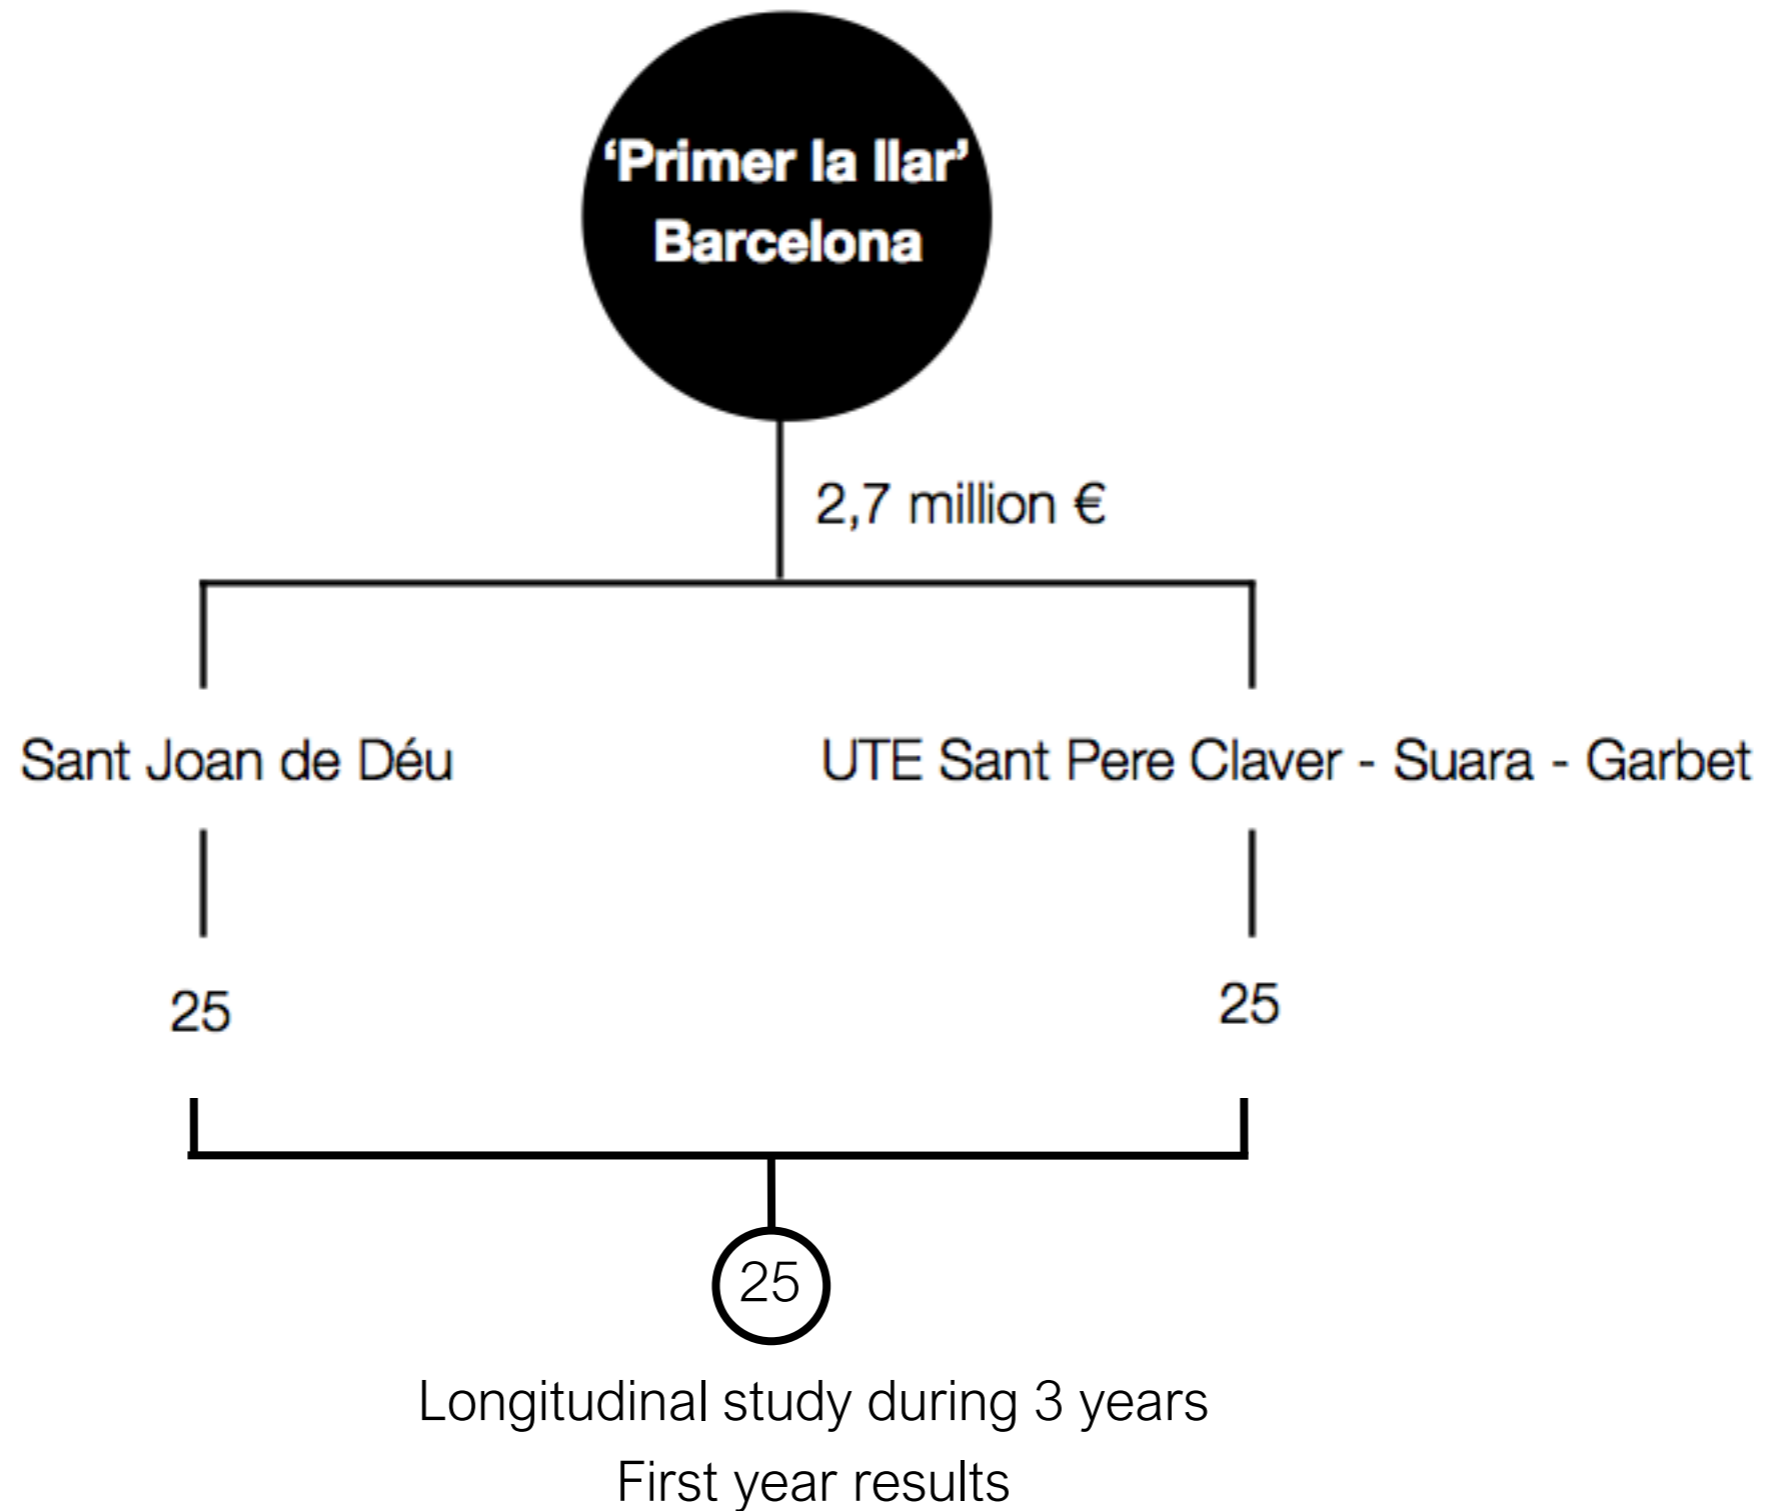 ‘Primer la llar’
Barcelona
2,7 million €
Sant Joan de Déu
UTE Sant Pere Claver - Suara - Garbet
25
25
25
Longitudinal study during 3 years
First year results